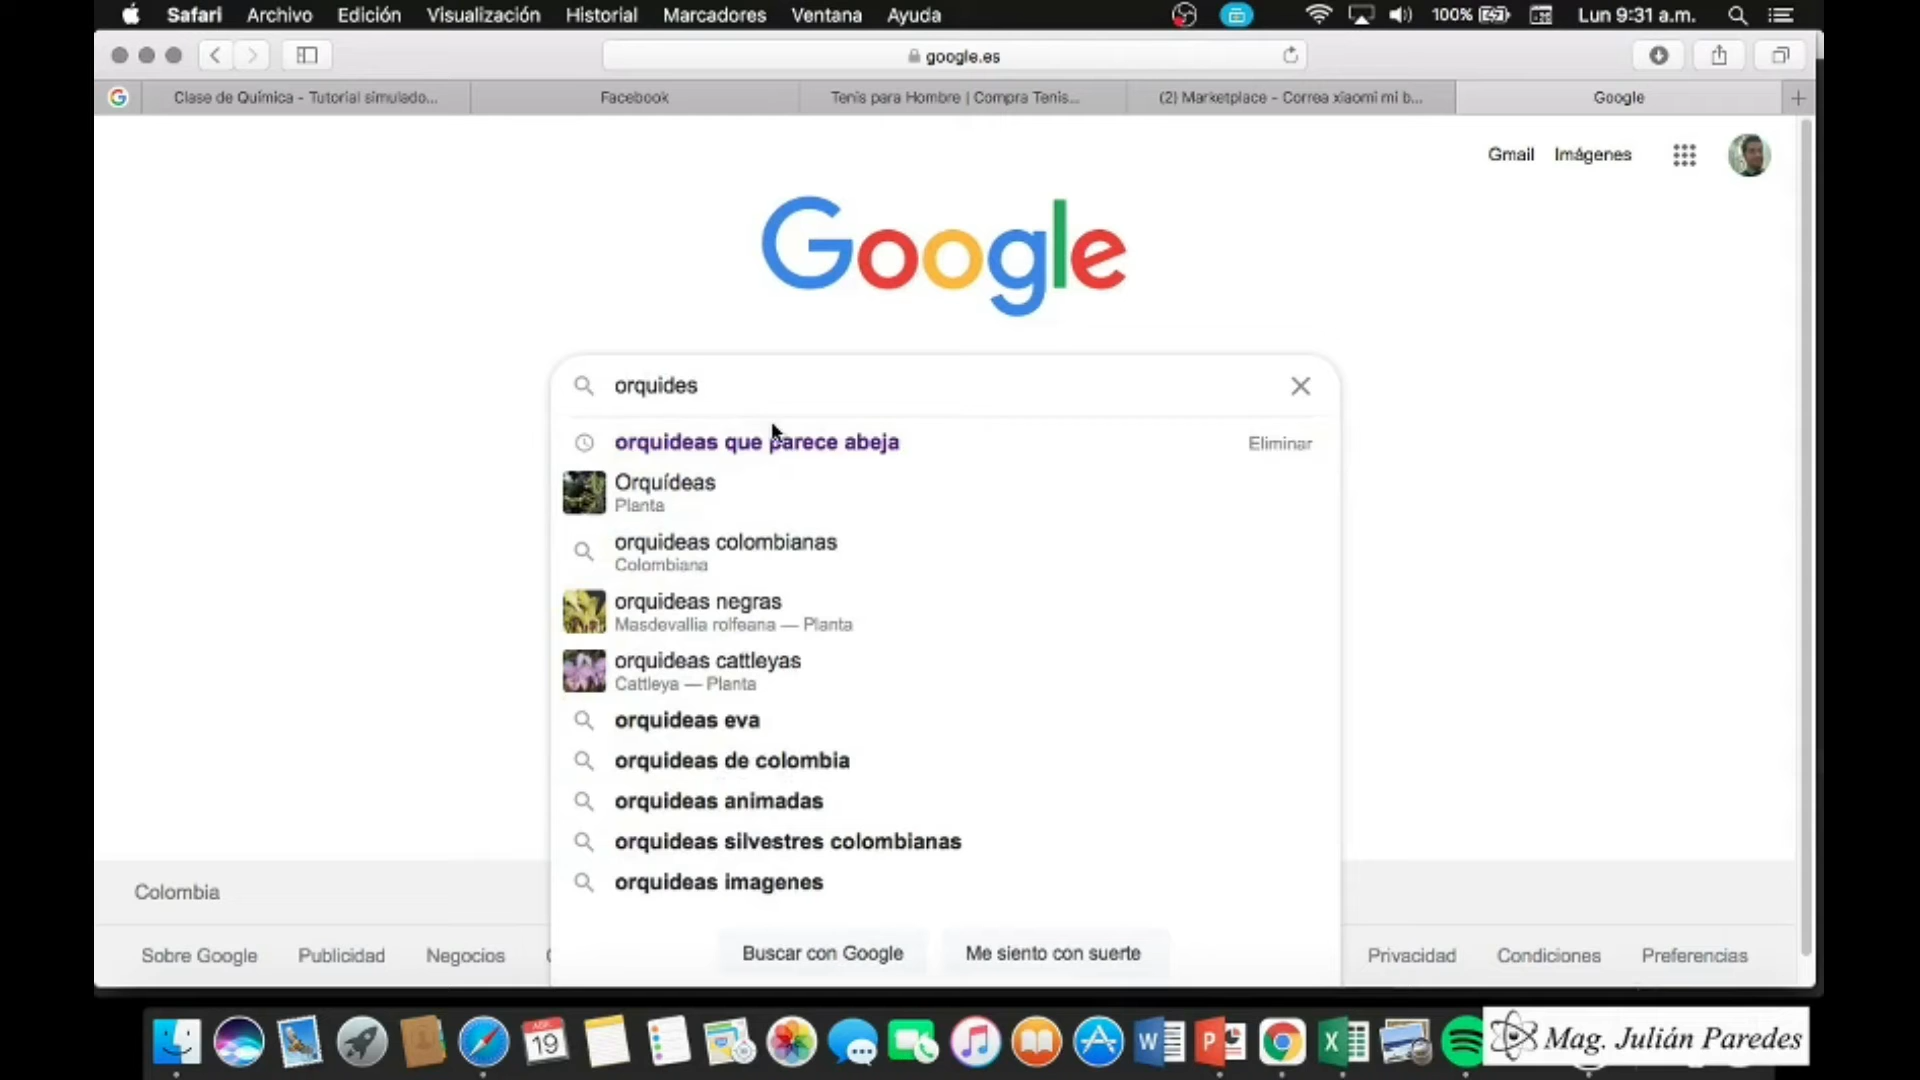 Safari Archivo Edición Visualización Historial Marcadores Ventana Ayuda 100% Lun 9:31 a.m.
google.es
Clase de Química - Tutorial simulado... Facebook Tenis para Hombre | Compra Tenis... (2) Marketplace - Correa xiaomi mi b... Google
Gmail Imágenes
Google
orquides
orquideas que parece abeja Eliminar
Orquídeas
Planta
orquideas colombianas
Colombiana
orquideas negras
Masdevallia rolfeana — Planta
orquideas cattleyas
Cattleya — Planta
orquideas eva
orquideas de colombia
orquideas animadas
orquideas silvestres colombianas
orquideas imagenes
Colombia
Buscar con Google Me siento con suerte
Sobre Google Publicidad Negocios Privacidad Condiciones Preferencias
19
Mag. Julián Paredes